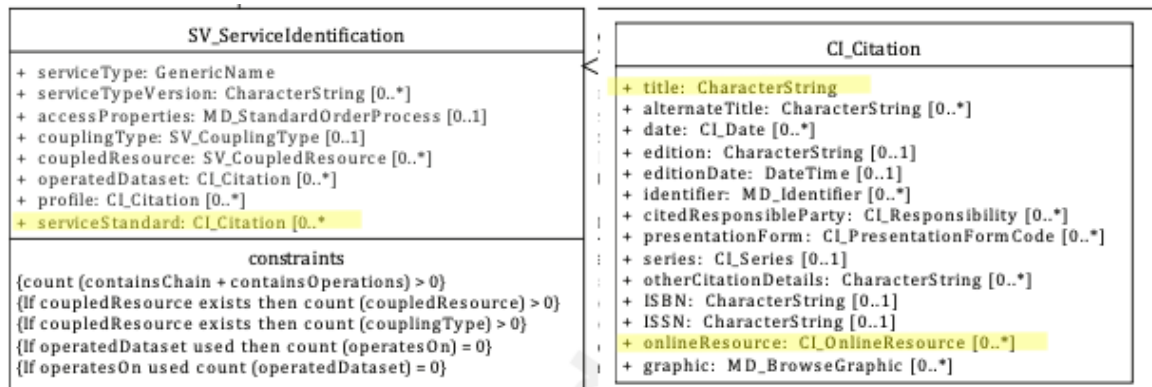 SV_ServiceIdentification
+ serviceType: GenericName
+ serviceTypeVersion: CharacterString [0..*]
+ accessProperties: MD_StandardOrderProcess [0..1]
+ couplingType: SV_CouplingType [0..1]
+ coupledResource: SV_CoupledResource [0..*]
+ operatedDataset: CI_Citation [0..*]
+ profile: CI_Citation [0..*]
+ serviceStandard: CI_Citation [0..*
constraints
{count (containsChain + containsOperations) > 0}
{If coupledResource exists then count (coupledResource) > 0}
{If coupledResource exists then count (couplingType) > 0}
{If operatedDataset used then count (operatesOn) = 0}
{If operatesOn used count (operatedDataset) = 0}
CI_Citation
+ title: CharacterString
+ alternateTitle: CharacterString [0..*]
+ date: CI_Date [0..*]
+ edition: CharacterString [0..1]
+ editionDate: DateTime [0..1]
+ identifier: MD_Identifier [0..*]
+ citedResponsibleParty: CI_Responsibility [0..*]
+ presentationForm: CI_PresentationFormCode [0..*]
+ series: CI_Series [0..1]
+ otherCitationDetails: CharacterString [0..*]
+ ISBN: CharacterString [0..1]
+ ISSN: CharacterString [0..1]
+ onlineResource: CI_OnlineResource [0..*]
+ graphic: MD_BrowseGraphic [0..*]